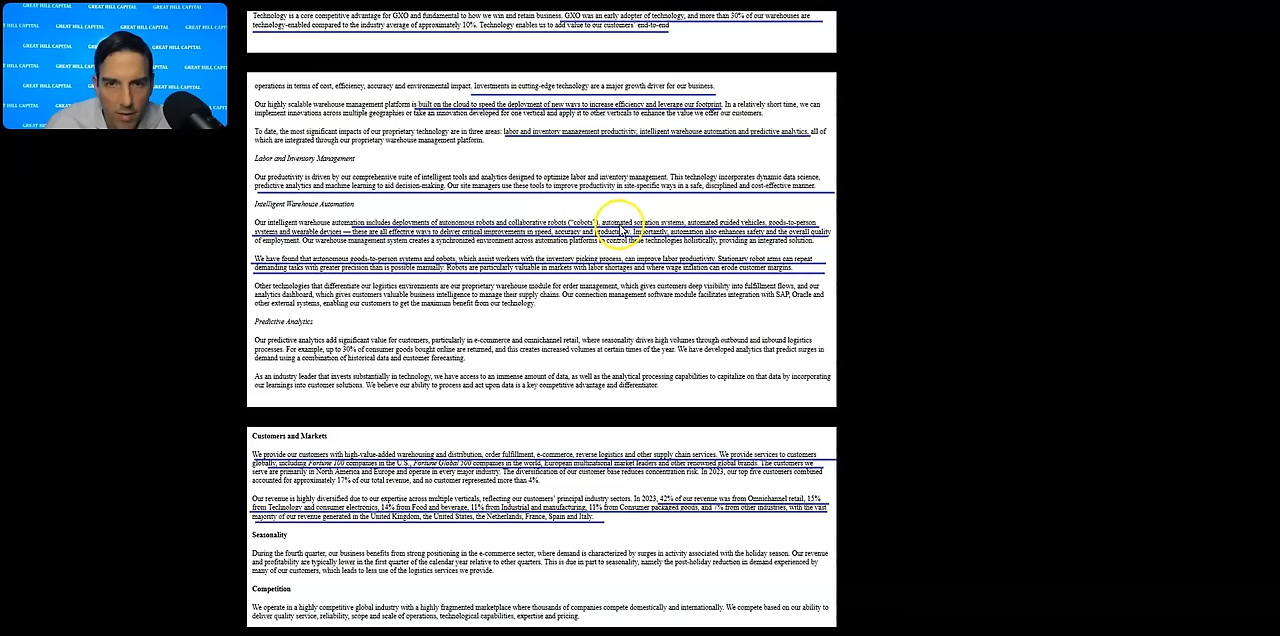 GREAT HILL CAPITAL GREAT HILL CAPITAL GREAT HILL CAPITAL
GREAT HILL CAPITAL
T HILL CAPITAL GREAT HILL CAPI
GREAT HILL CAPITAL
Technology is a core competitive advantage for GXO and fundamental to how we win and retain business. GXO was an early adopter of technology, and more than 30% of our warehouses are
technology-enabled compared to the industry average of approximately 10%. Technology enables us to add value to our customers' end-to-end
operations in terms of cost, efficiency, accuracy and environmental impact. Investments in cutting-edge technology are a major growth driver for our business.
Our highly scalable warehouse management platform is built on the cloud to speed the deployment of new ways to increase efficiency and leverage our footprint. In a relatively short time, we can
implement innovations across multiple geographies or take an innovation developed for one vertical and apply it to other verticals to enhance the value we offer our customers.
To date, the most significant impacts of our proprietary technology are in three areas: labor and inventory management productivity, intelligent warehouse automation and predictive analytics, all of
which are integrated through our proprietary warehouse management platform.
Labor and Inventory Management
Our productivity is driven by our comprehensive suite of intelligent tools and analytics designed to optimize labor and inventory management. This technology incorporates dynamic data science,
predictive analytics and machine learning to aid decision-making. Our site managers use these tools to improve productivity in site-specific ways in a safe, disciplined and cost-effective manner.
Intelligent Warehouse Automation
Our intelligent warehouse automation includes deployments of autonomous robots and collaborative robots ("cobots"), automated sortation systems, automated guided vehicles, goods-to-person
systems and wearable devices — these are all effective ways to deliver critical improvements in speed, accuracy and productivity. Importantly, automation also enhances safety and the overall quality
of employment. Our warehouse management system creates a synchronized environment across automation platforms to control these technologies holistically, providing an integrated solution.
We have found that autonomous goods-to-person systems and cobots, which assist workers with the inventory picking process, can improve labor productivity. Stationary robot arms can repeat
demanding tasks with greater precision than is possible manually. Robots are particularly valuable in markets with labor shortages and where wage inflation can erode customer margins.
Other technologies that differentiate our logistics environments are our proprietary warehouse module for order management, which gives customers deep visibility into fulfillment flows, and our
analytics dashboard, which gives customers valuable business intelligence to manage their supply chains. Our connection management software module facilitates integration with SAP, Oracle and
other external systems, enabling our customers to get the maximum benefit from our technology.
Predictive Analytics
Our predictive analytics add significant value for customers, particularly in e-commerce and omnichannel retail, where seasonality drives high volumes through outbound and inbound logistics
processes. For example, up to 30% of consumer goods bought online are returned, and this creates increased volumes at certain times of the year. We have developed analytics that predict surges in
demand using a combination of historical data and customer forecasting.
As an industry leader that invests substantially in technology, we have access to an immense amount of data, as well as the analytical processing capabilities to capitalize on that data by incorporating
our learnings into customer solutions. We believe our ability to process and act upon data is a key competitive advantage and differentiator.
Customers and Markets
We provide our customers with high-value-added warehousing and distribution, order fulfillment, e-commerce, reverse logistics and other supply chain services. We provide services to customers
globally, including Fortune 100 companies in the U.S., Fortune Global 500 companies in the world, European multinational market leaders and other renowned global brands. The customers we
serve are primarily in North America and Europe and operate in every major industry. The diversification of our customer base reduces concentration risk. In 2023, our top five customers combined
accounted for approximately 17% of our total revenue, and no customer represented more than 4%.
Our revenue is highly diversified due to our expertise across multiple verticals, reflecting our customers' principal industry sectors. In 2023, 42% of our revenue was from Omnichannel retail, 15%
from Technology and consumer electronics, 14% from Food and beverage, 11% from Industrial and manufacturing, 11% from Consumer packaged goods, and 7% from other industries, with the vast
majority of our revenue generated in the United Kingdom, the United States, the Netherlands, France, Spain and Italy.
Seasonality
During the fourth quarter, our business benefits from strong positioning in the e-commerce sector, where demand is characterized by surges in activity associated with the holiday season. Our revenue
and profitability are typically lower in the first quarter of the calendar year relative to other quarters. This is due in part to seasonality, namely the post-holiday reduction in demand experienced by
many of our customers, which leads to less use of the logistics services we provide.
Competition
We operate in a highly competitive global industry with a highly fragmented marketplace where thousands of companies compete domestically and internationally. We compete based on our ability to
deliver quality service, reliability, scope and scale of operations, technological capabilities, expertise and pricing.